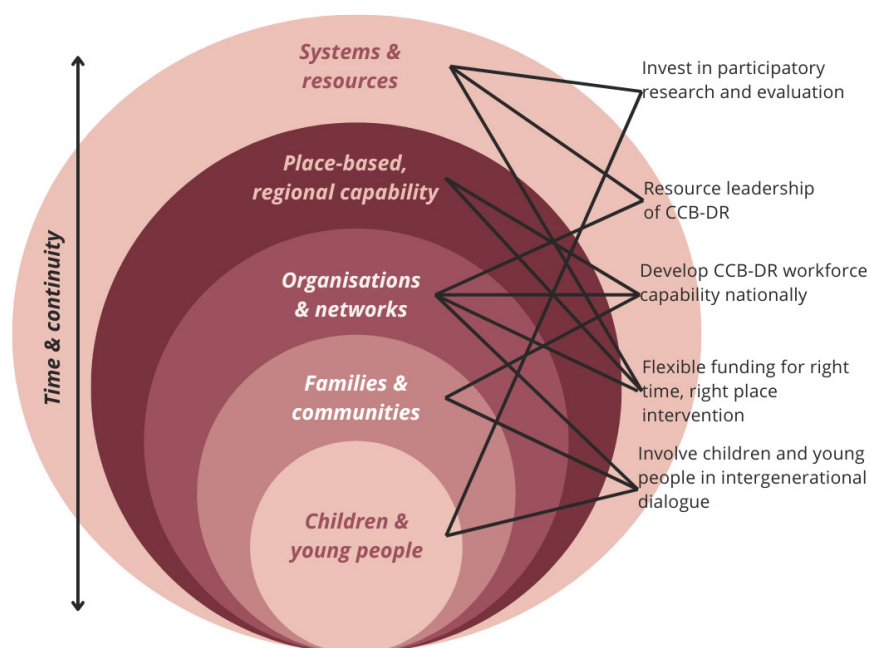 Systems &
resources
Place-based,
regional capability
Organisations
& networks
Families &
communities
Children &
young people
Time & continuity
Invest in participatory
research and evaluation
Resource leadership
of CCB-DR
Develop CCB-DR workforce
capability nationally
Flexible funding for right
time, right place
intervention
Involve children and young
people in intergenerational
dialogue